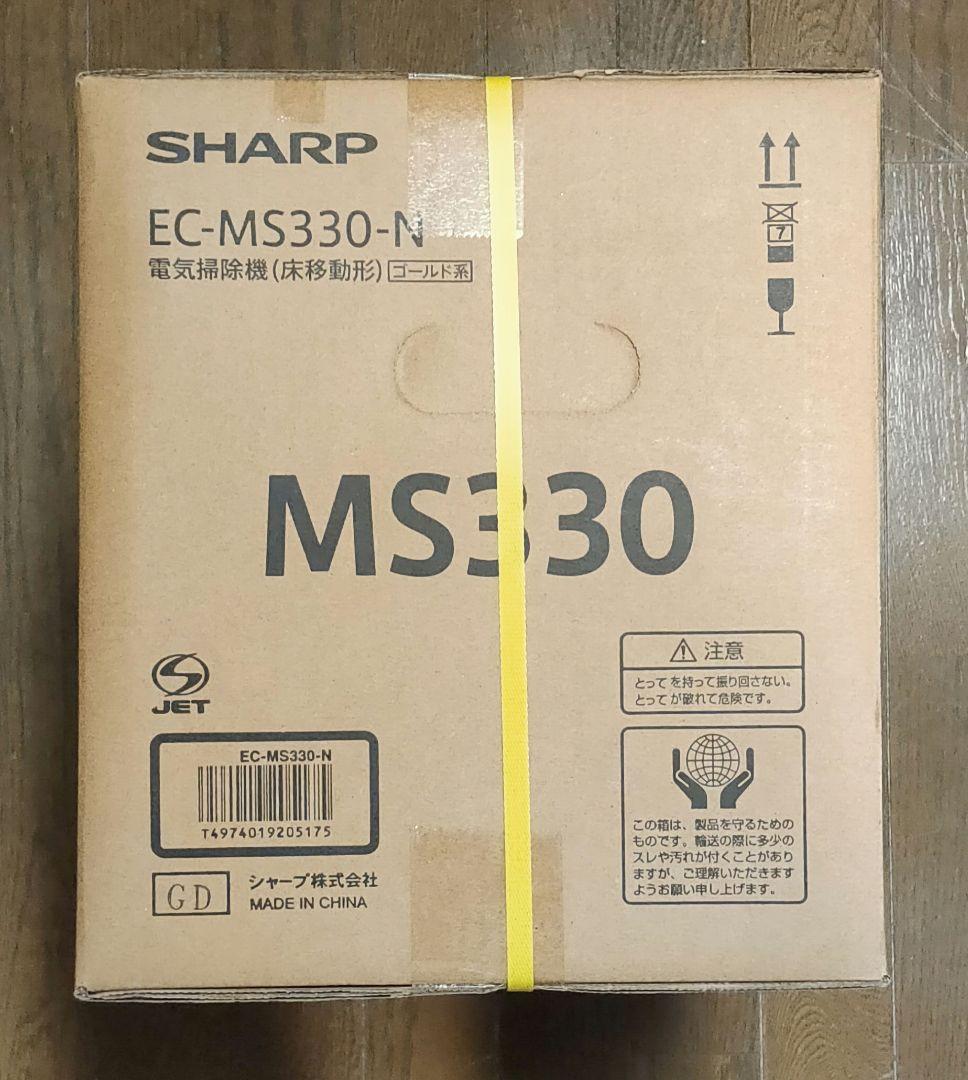 SHARP
EC-MS330-N
電気掃除機(床移動形) ゴールド系
7
MS330
注意
とってを持って振り回さない。
とってが破れて危険です。
S
JET
EC-MS330-N
T4974019205175
この箱は、製品を守るための
ものです。輸送の際に多少の
スレや汚れが付くことがあり
ますが、ご理解いただきます
ようお願い申し上げます。
GD
シャープ株式会社
MADE IN CHINA